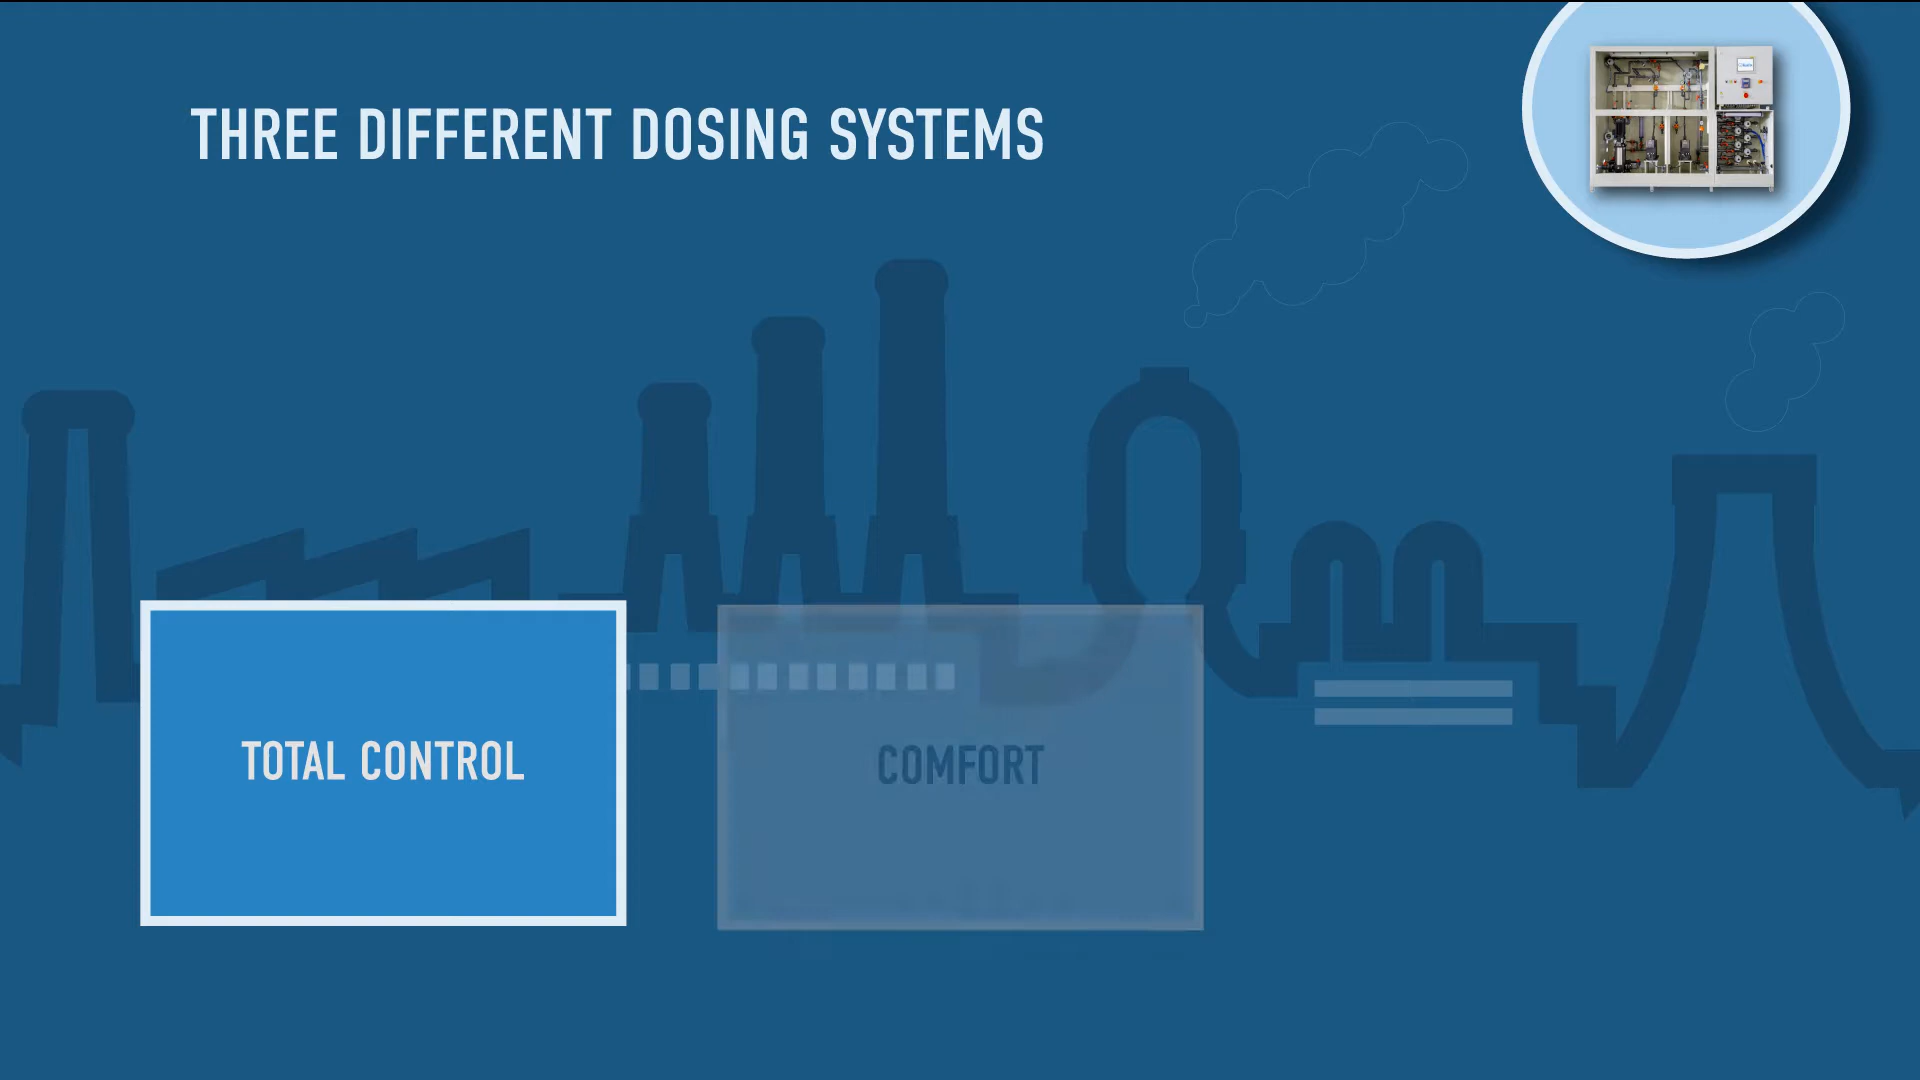 THREE DIFFERENT DOSING SYSTEMS
TOTAL CONTROL
COMFORT